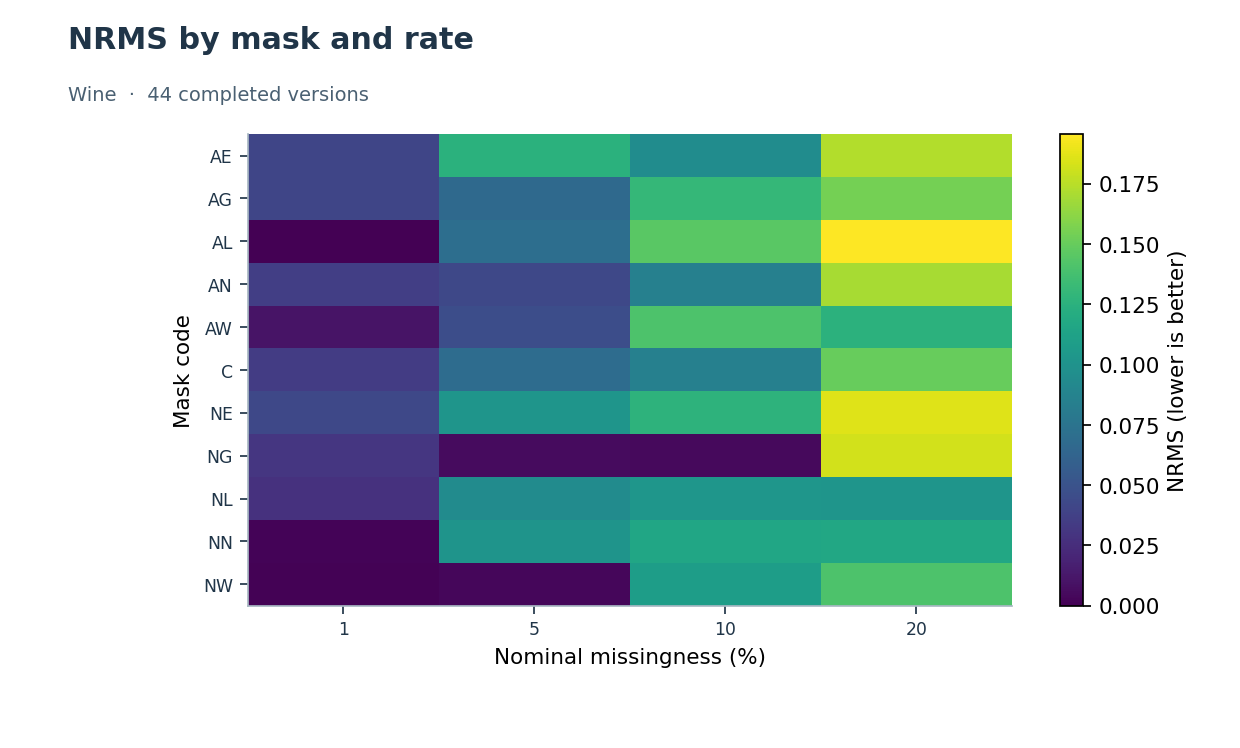 NRMS by mask and rate
Wine · 44 completed versions
Mask code
AE
AG
AL
AN
AW
C
NE
NG
NL
NN
NW
1 5 10 20
Nominal missingness (%)
0.175
0.150
0.125
0.100
0.075
0.050
0.025
0.000
NRMS (lower is better)